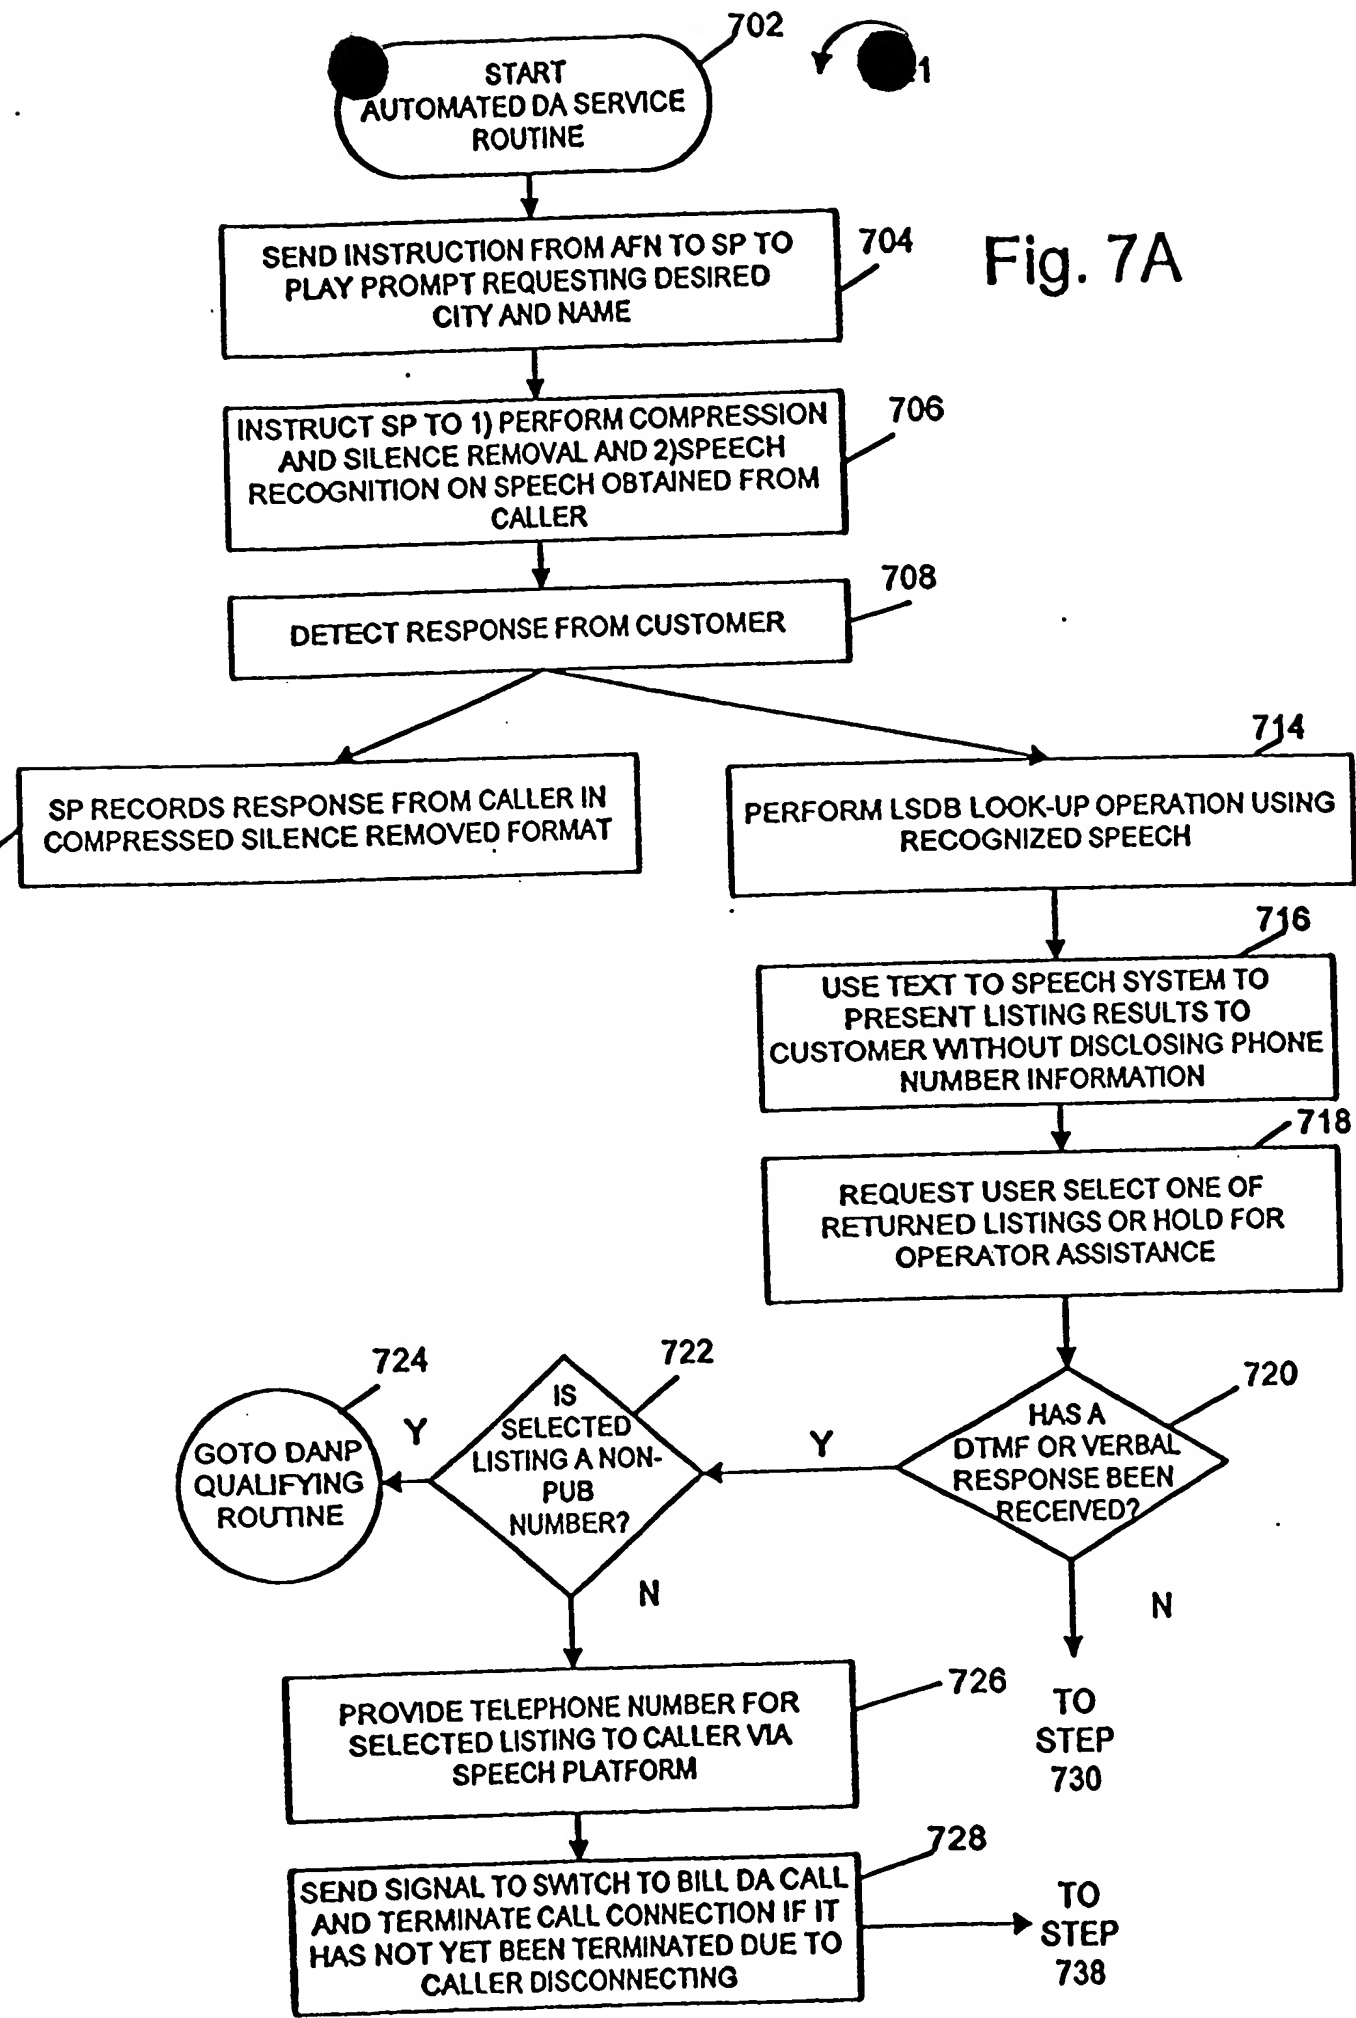 702
1
START
AUTOMATED DA SERVICE
ROUTINE
Fig. 7A
704
SEND INSTRUCTION FROM AFN TO SP TO
PLAY PROMPT REQUESTING DESIRED
CITY AND NAME
706
INSTRUCT SP TO 1) PERFORM COMPRESSION
AND SILENCE REMOVAL AND 2)SPEECH
RECOGNITION ON SPEECH OBTAINED FROM
CALLER
708
DETECT RESPONSE FROM CUSTOMER
SP RECORDS RESPONSE FROM CALLER IN
COMPRESSED SILENCE REMOVED FORMAT
714
PERFORM LSDB LOOK-UP OPERATION USING
RECOGNIZED SPEECH
716
USE TEXT TO SPEECH SYSTEM TO
PRESENT LISTING RESULTS TO
CUSTOMER WITHOUT DISCLOSING PHONE
NUMBER INFORMATION
718
REQUEST USER SELECT ONE OF
RETURNED LISTINGS OR HOLD FOR
OPERATOR ASSISTANCE
720
HAS A
DTMF OR VERBAL
RESPONSE BEEN
RECEIVED?
Y
N
TO
STEP
730
722
IS
SELECTED
LISTING A NON-
PUB
NUMBER?
Y
N
724
GOTO DANP
QUALIFYING
ROUTINE
726
PROVIDE TELEPHONE NUMBER FOR
SELECTED LISTING TO CALLER VIA
SPEECH PLATFORM
728
SEND SIGNAL TO SWITCH TO BILL DA CALL
AND TERMINATE CALL CONNECTION IF IT
HAS NOT YET BEEN TERMINATED DUE TO
CALLER DISCONNECTING
TO
STEP
738